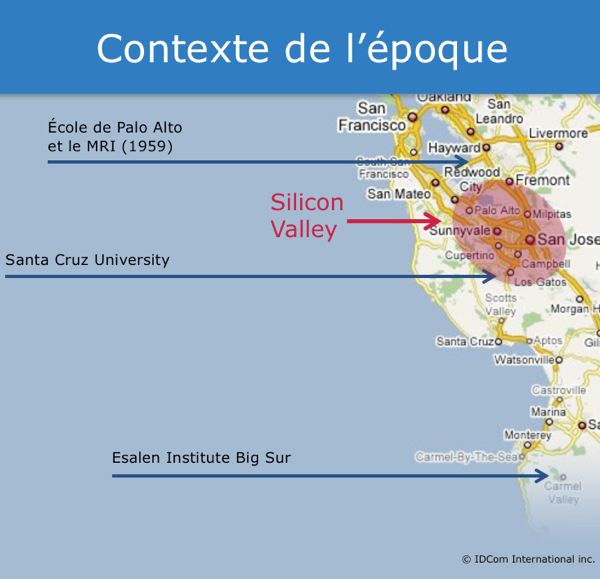 Contexte de l’époque
Oakland
San
Francisco
San
Leandro
École de Palo Alto
et le MRI (1959)
Livermore
Hayward
South San
Francisco
Redwood
City
Fremont
San Mateo
Silicon
Valley
Palo Alto
Milpitas
Sunnyvale
San Jose
Santa Cruz University
Cupertino
Campbell
Los Gatos
Scotts
Valley
Morgan H
Gil
Santa Cruz
Aptos
Watsonville
Castroville
Marina
Sa
Monterey
Carmel-By-The-Sea
Esalen Institute Big Sur
Carmel
Valley
© IDCom International inc.